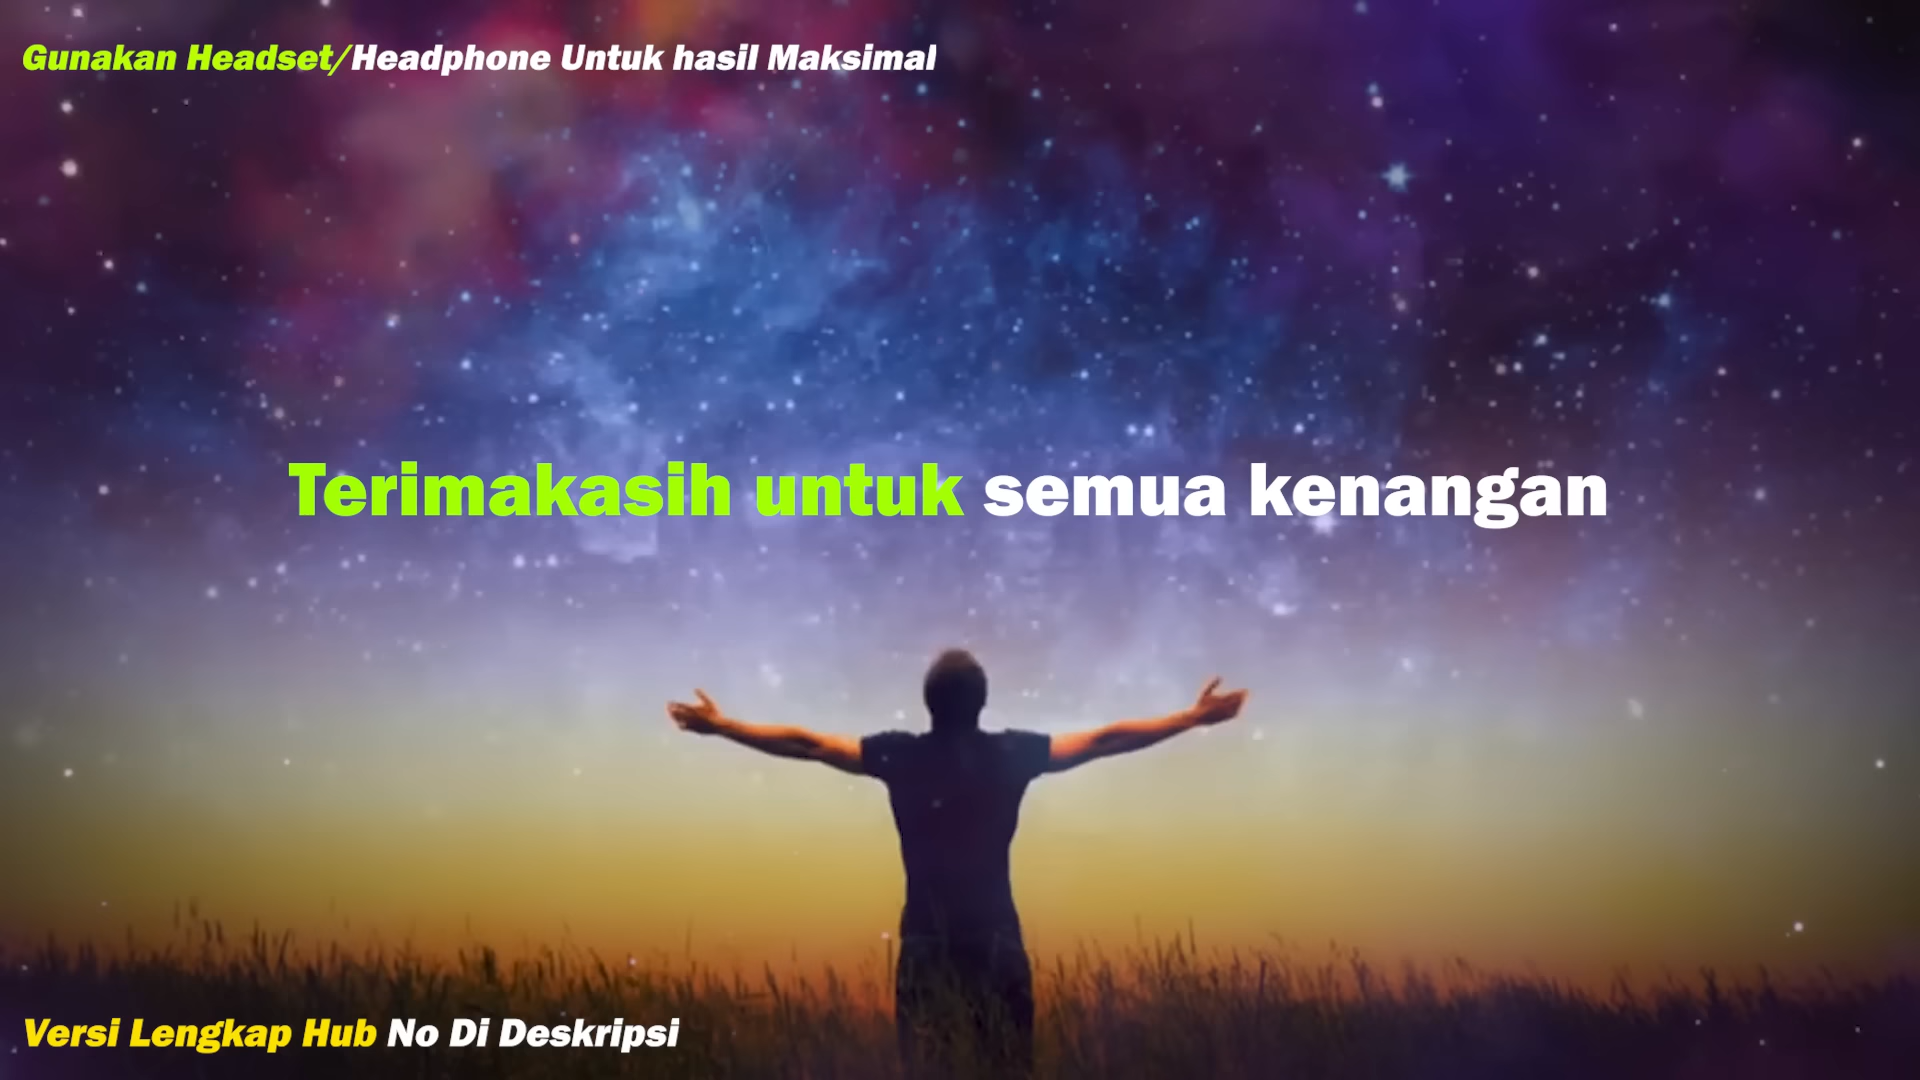 Gunakan Headset/Headphone Untuk hasil Maksimal
Terimakasih untuk semua kenangan
Versi Lengkap Hub No Di Deskripsi